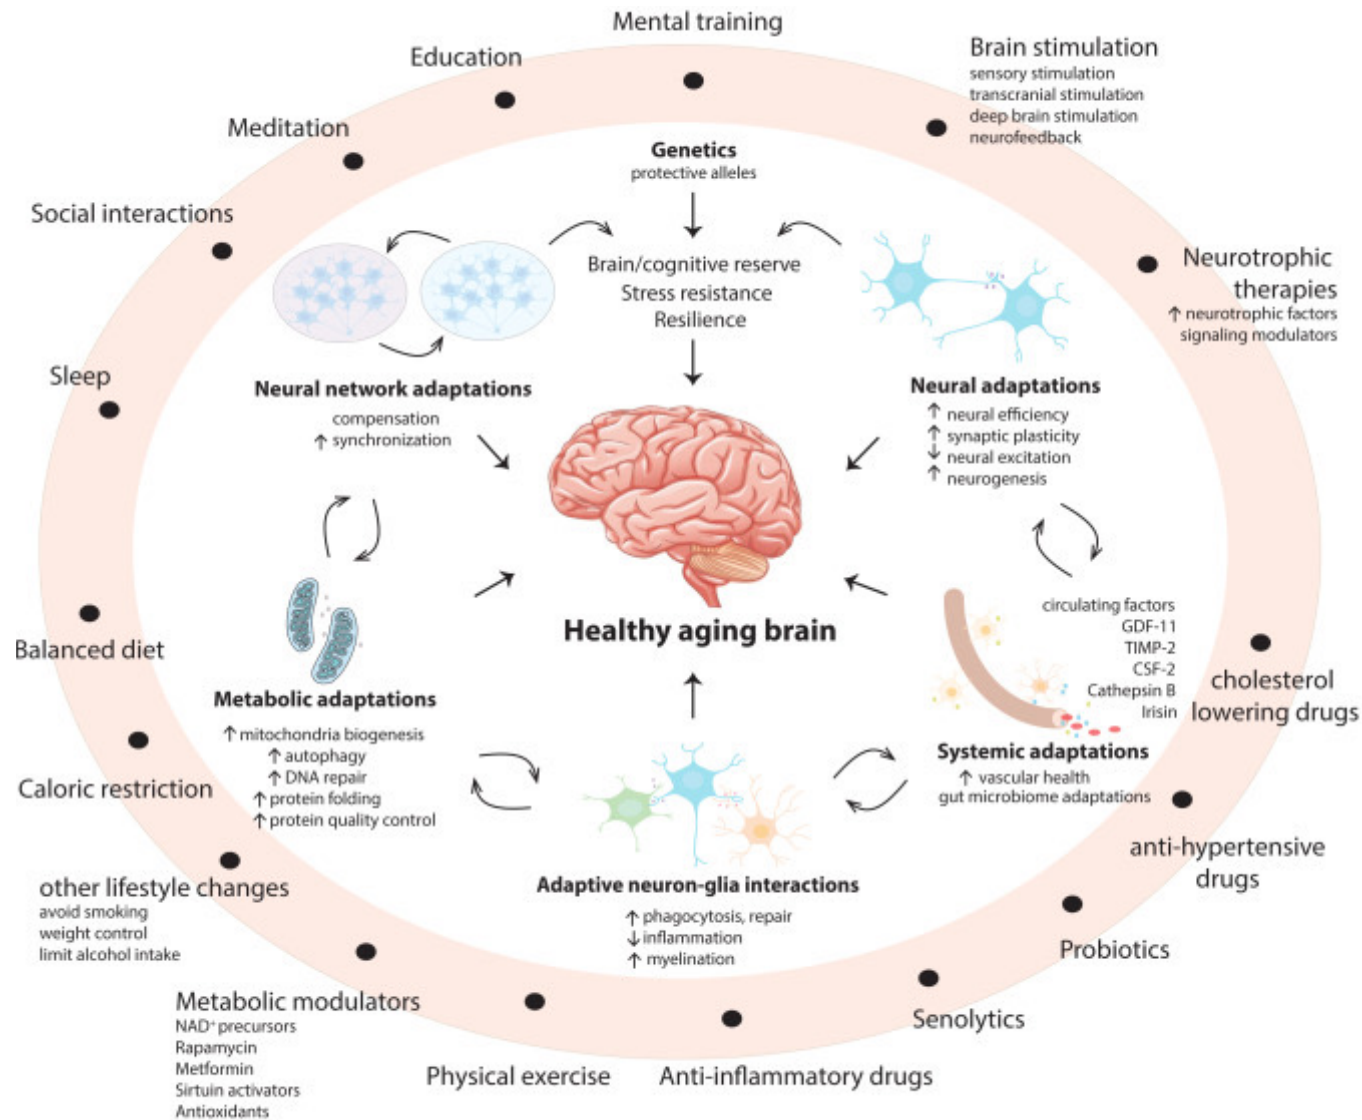 Mental training
Education
Brain stimulation
sensory stimulation
transcranial stimulation
deep brain stimulation
neurofeedback
Meditation
Social interactions
Sleep
Balanced diet
Caloric restriction
other lifestyle changes
avoid smoking
weight control
limit alcohol intake
Metabolic modulators
NAD⁺ precursors
Rapamycin
Metformin
Sirtuin activators
Antioxidants
Physical exercise
Anti-inflammatory drugs
Senolytics
Probiotics
anti-hypertensive
drugs
cholesterol
lowering drugs
Neurotrophic
therapies
↑ neurotrophic factors
signaling modulators
Genetics
protective alleles
Brain/cognitive reserve
Stress resistance
Resilience
Neural network adaptations
compensation
↑ synchronization
Neural adaptations
↑ neural efficiency
↑ synaptic plasticity
↓ neural excitation
↑ neurogenesis
Healthy aging brain
Metabolic adaptations
↑ mitochondria biogenesis
↑ autophagy
↑ DNA repair
↑ protein folding
↑ protein quality control
circulating factors
GDF-11
TIMP-2
CSF-2
Cathepsin B
Irisin
Systemic adaptations
↑ vascular health
gut microbiome adaptations
Adaptive neuron-glia interactions
↑ phagocytosis, repair
↓ inflammation
↑ myelination